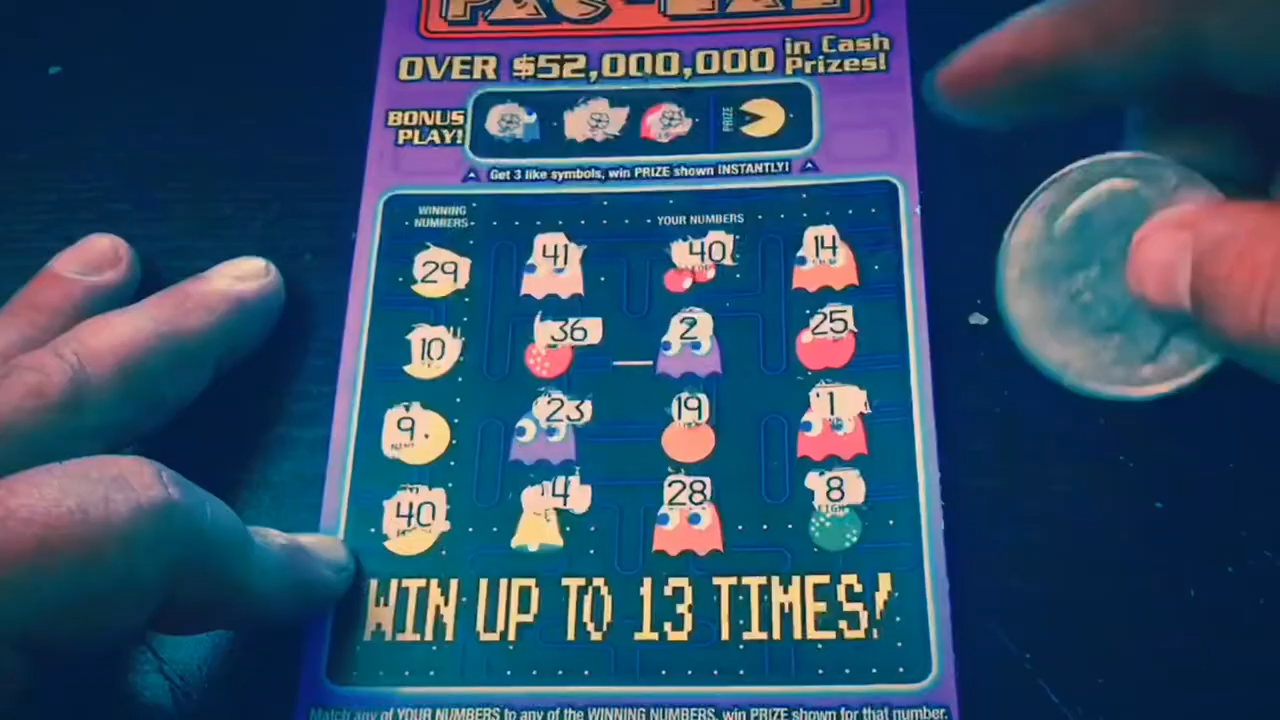 PAC-MAN
OVER $52,000,000 in Cash Prizes!
BONUS PLAY!
PRIZE
Get 3 like symbols, win PRIZE shown INSTANTLY!
WINNING NUMBERS
YOUR NUMBERS
29 41 40 14
10 36 2 25
9 23 19 1
40 4 28 8
WIN UP TO 13 TIMES!
Match any of YOUR NUMBERS to any of the WINNING NUMBERS, win PRIZE shown for that number.